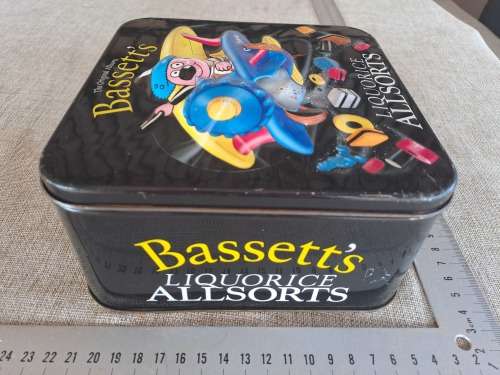 The Original
Bassett's
LIQUORICE
ALLSORTS
Bassett's
LIQUORICE
ALLSORTS
24 23 22 21 20 19 18 17 16 15 14 13 12 11 10 9 8 7 6 5 4 3 2
3cm